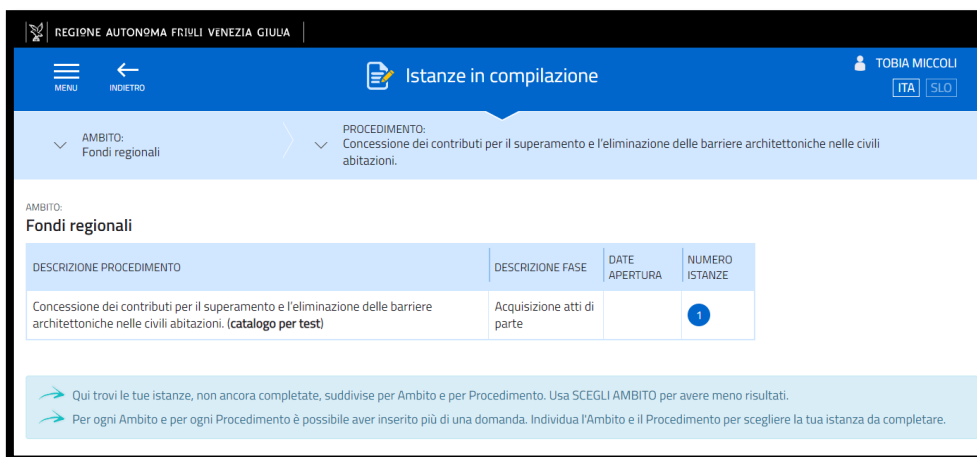 REGIONE AUTONOMA FRIULI VENEZIA GIULIA
MENU
INDIETRO
Istanze in compilazione
TOBIA MICCOLI
ITA SLO
AMBITO:
Fondi regionali
PROCEDIMENTO:
Concessione dei contributi per il superamento e l'eliminazione delle barriere architettoniche nelle civili
abitazioni.
AMBITO:
Fondi regionali
DESCRIZIONE PROCEDIMENTO
DESCRIZIONE FASE
DATE
APERTURA
NUMERO
ISTANZE
Concessione dei contributi per il superamento e l'eliminazione delle barriere
architettoniche nelle civili abitazioni. (catalogo per test)
Acquisizione atti di
parte
1
Qui trovi le tue istanze, non ancora completate, suddivise per Ambito e per Procedimento. Usa SCEGLI AMBITO per avere meno risultati.
Per ogni Ambito e per ogni Procedimento è possibile aver inserito più di una domanda. Individua l'Ambito e il Procedimento per scegliere la tua istanza da completare.